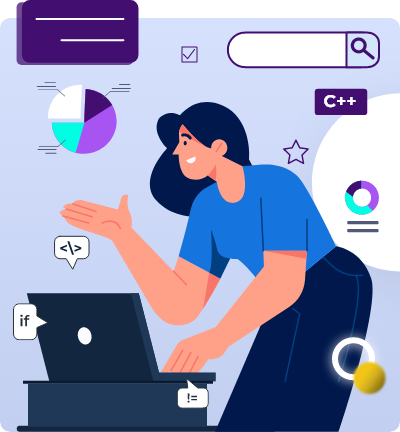 C++
</>
if
!=